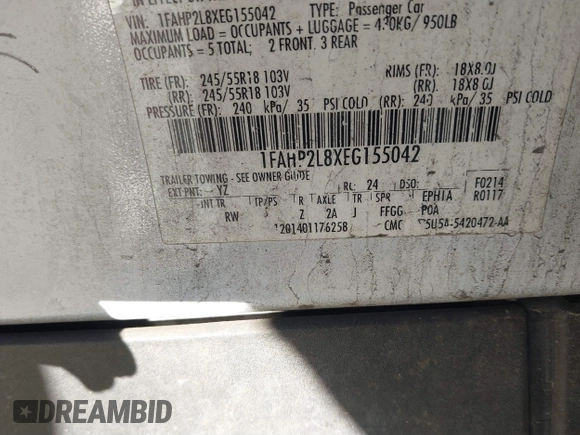 VIN: 1FAHP2L8XEG155042 TYPE: Passenger Car
MAXIMUM LOAD = OCCUPANTS + LUGGAGE = 430KG/ 950LB
OCCUPANTS = 5 TOTAL; 2 FRONT, 3 REAR
TIRE (FR): 245/55R18 103V RIMS (FR): 18X8.0J
(RR): 245/55R18 103V (RR): 18X8.0J
PRESSURE (FR): 240 kPa/ 35 PSI COLD (RR): 240 kPa/ 35 PSI COLD
1FAHP2L8XEG155042
TRAILER TOWING - SEE OWNER GUIDE
EXT PNT: YZ RC: 24 DSO: F0214
INT TR TP/PS R AXLE TR SPR EPHIA R0117
RW Z 2A J FFGG POA
201401176258 CMC 5U5A-5420472-AA
DREAMBID